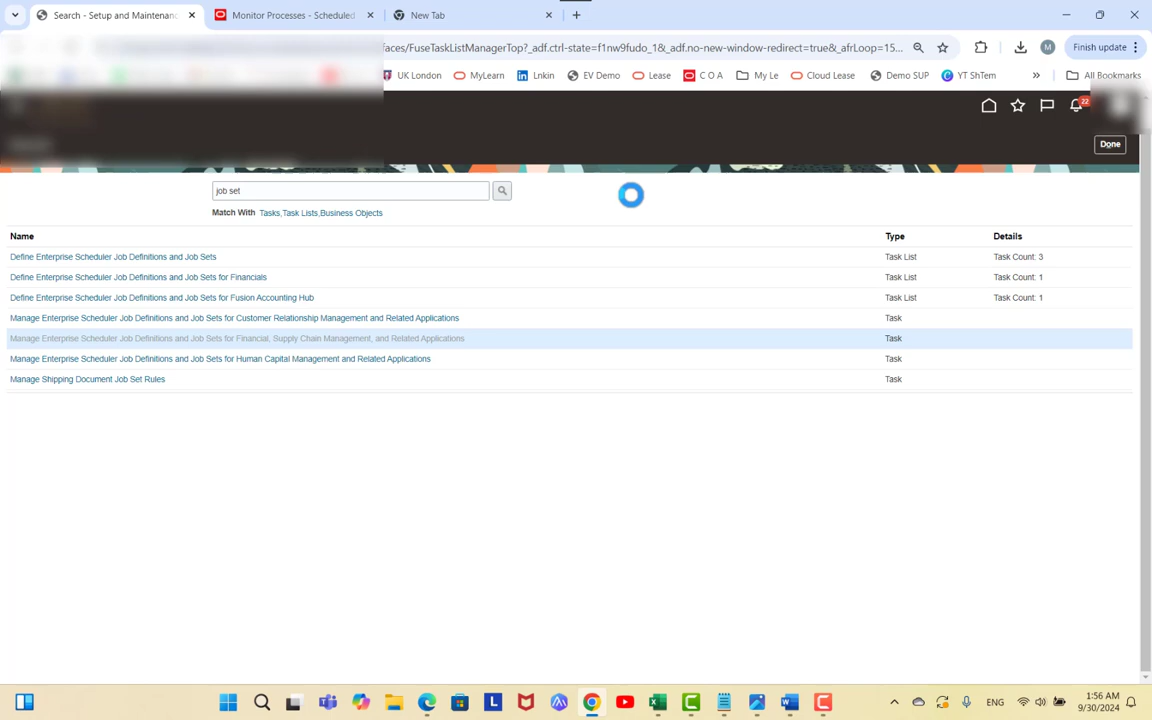 Search - Setup and Maintenanc
Monitor Processes - Scheduled
New Tab
faces/FuseTaskListManagerTop?_adf.ctrl-state=f1nw9fudo_1&_adf.no-new-window-redirect=true&_afrLoop=15...
M
Finish update
UK London
MyLearn
Lnkin
EV Demo
Lease
C O A
My Le
Cloud Lease
Demo SUP
YT ShTem
»
All Bookmarks
22
Done
job set
Match With Tasks,Task Lists,Business Objects
Name Type Details
Define Enterprise Scheduler Job Definitions and Job Sets Task List Task Count: 3
Define Enterprise Scheduler Job Definitions and Job Sets for Financials Task List Task Count: 1
Define Enterprise Scheduler Job Definitions and Job Sets for Fusion Accounting Hub Task List Task Count: 1
Manage Enterprise Scheduler Job Definitions and Job Sets for Customer Relationship Management and Related Applications Task
Manage Enterprise Scheduler Job Definitions and Job Sets for Financial, Supply Chain Management, and Related Applications Task
Manage Enterprise Scheduler Job Definitions and Job Sets for Human Capital Management and Related Applications Task
Manage Shipping Document Job Set Rules Task
ENG
1:56 AM
9/30/2024